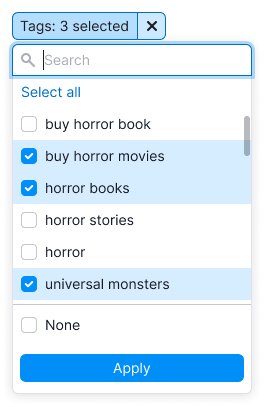 Tags: 3 selected
Search
Select all
buy horror book
buy horror movies
horror books
horror stories
horror
universal monsters
None
Apply